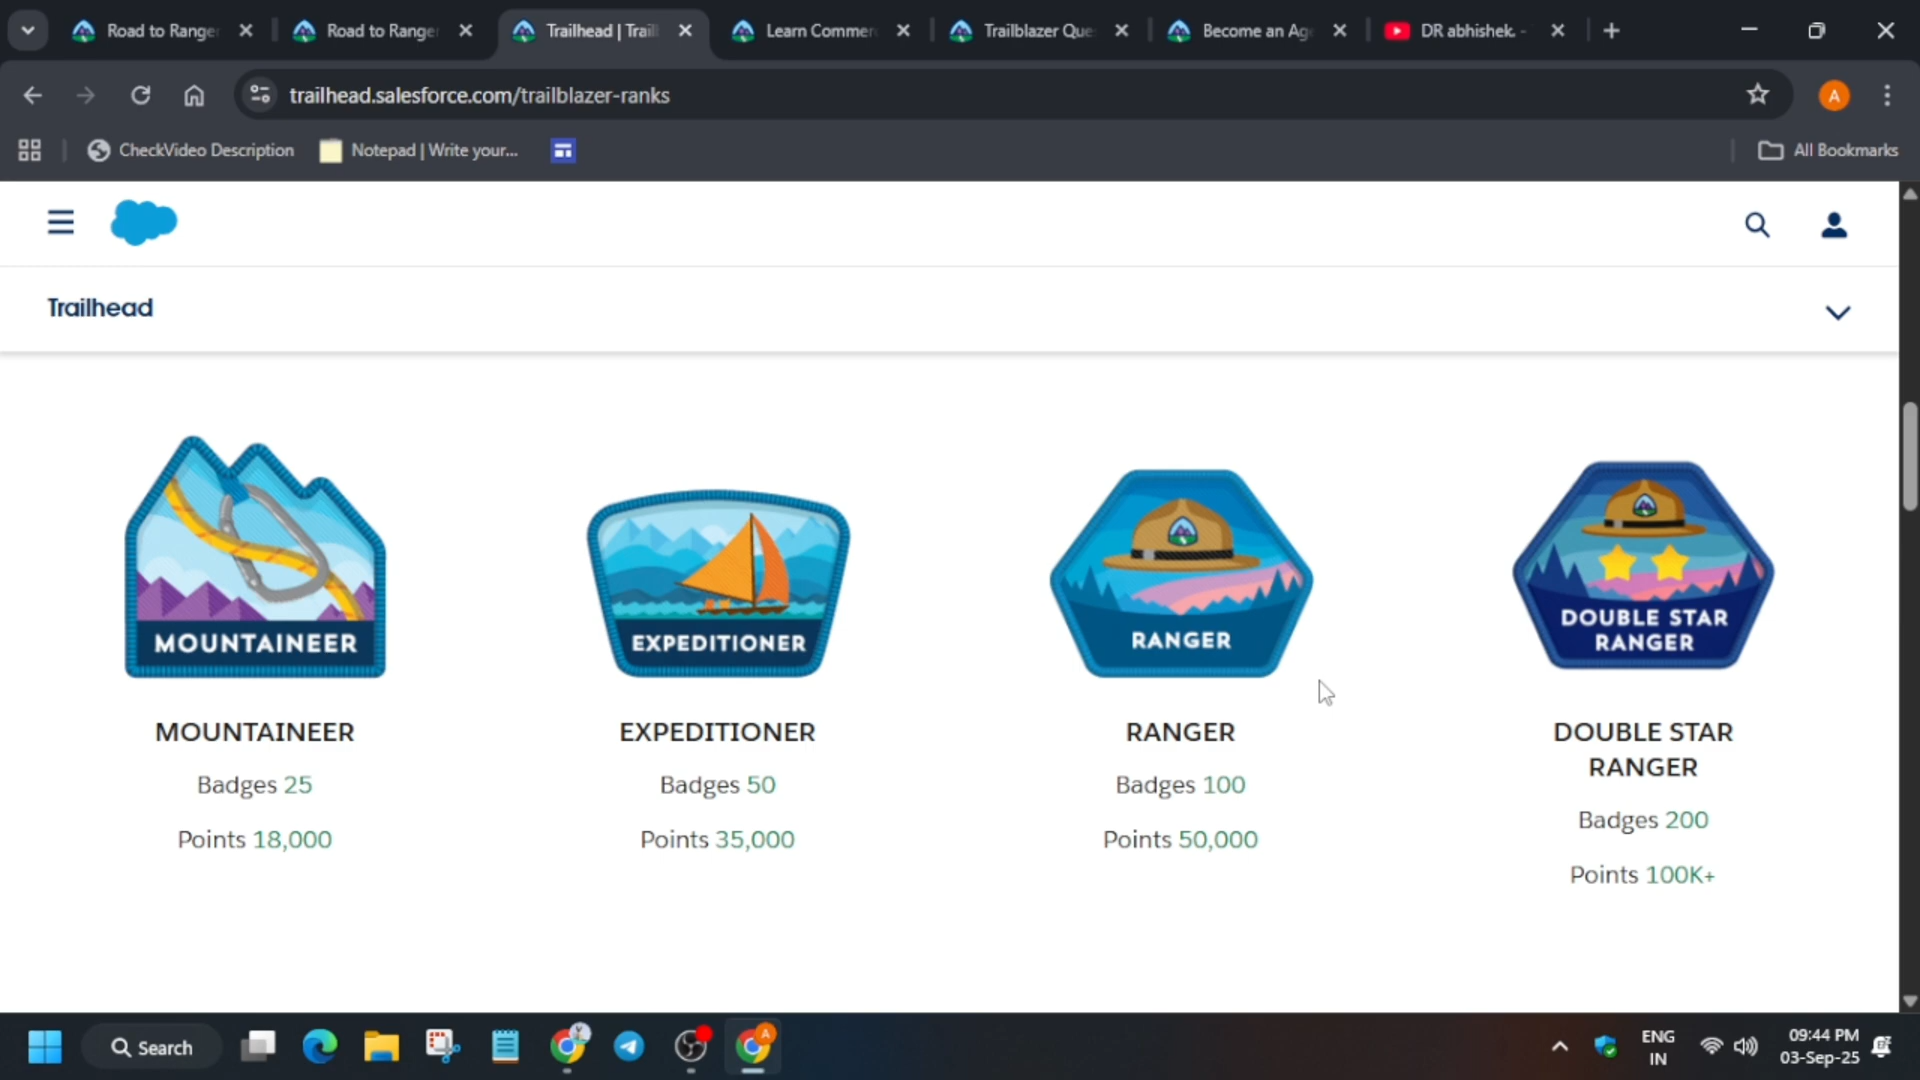 Road to Ranger
Road to Ranger
Trailhead | Trail
Learn Commer
Trailblazer Que
Become an Ag
DR abhishek. -
trailhead.salesforce.com/trailblazer-ranks
A
CheckVideo Description
Notepad | Write your...
All Bookmarks
Trailhead
MOUNTAINEER
EXPEDITIONER
RANGER
DOUBLE STAR
RANGER
MOUNTAINEER
EXPEDITIONER
RANGER
DOUBLE STAR
RANGER
Badges 25
Badges 50
Badges 100
Badges 200
Points 18,000
Points 35,000
Points 50,000
Points 100K+
Search
A
ENG
IN
09:44 PM
03-Sep-25